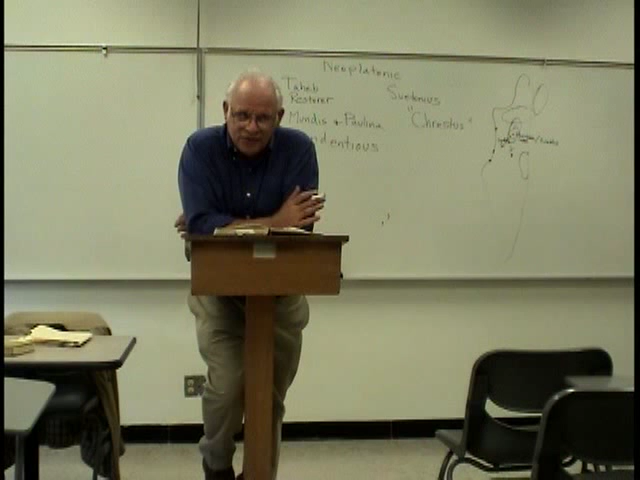 Neoplatonic
Taheb
Restorer
Suetonius
"Chrestus"
Mundis + Paulina
dentious